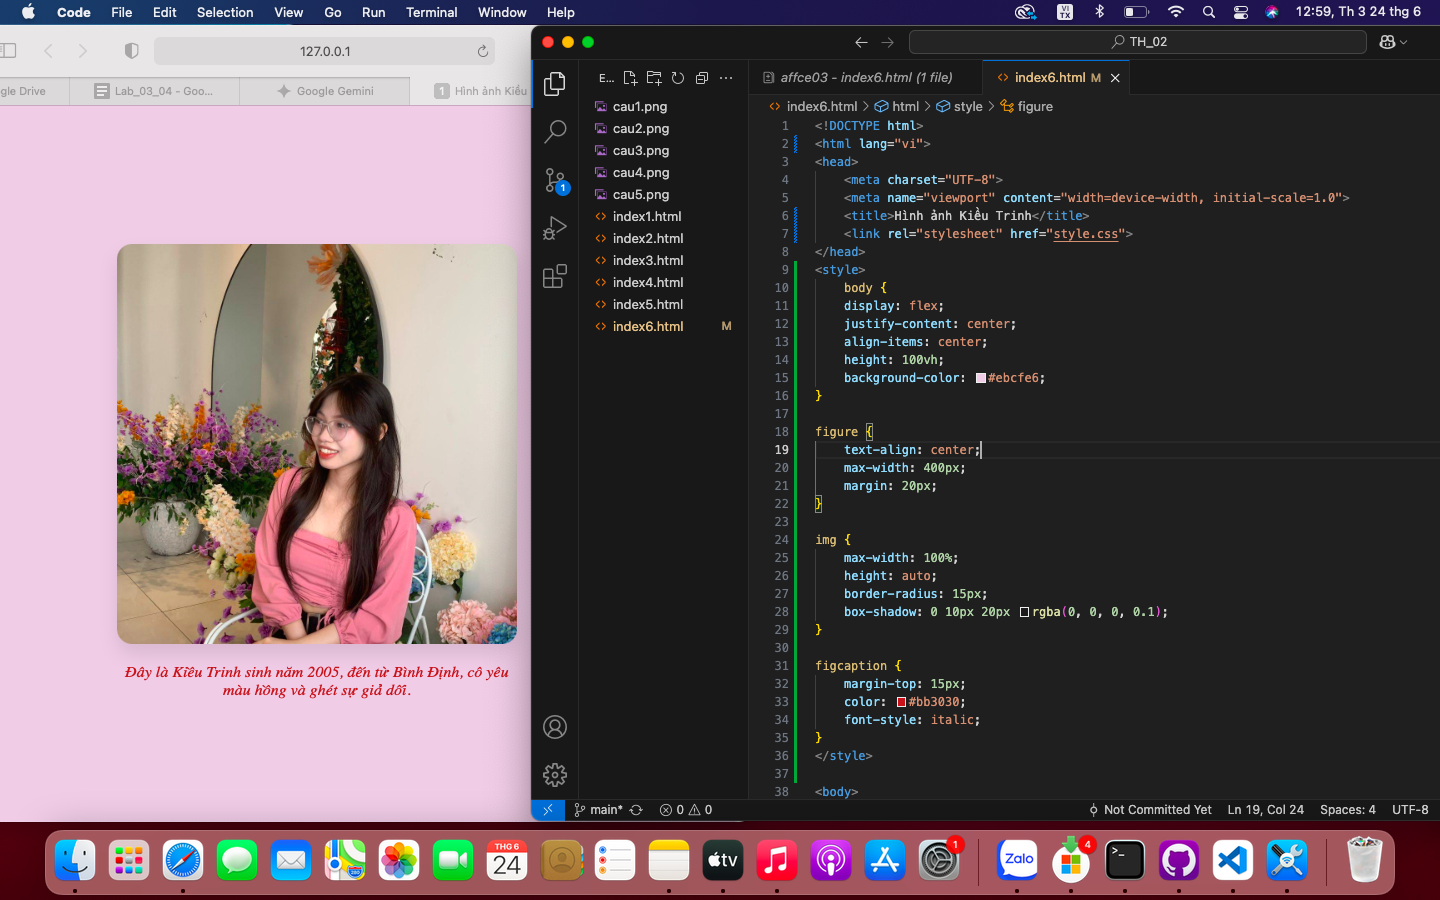 Code File Edit Selection View Go Run Terminal Window Help
VI TX
12:59, Th 3 24 thg 6
127.0.0.1
gle Drive
Lab_03_04 - Goo...
Google Gemini
1 Hình ảnh Kiều
Đây là Kiều Trinh sinh năm 2005, đến từ Bình Định, cô yêu
màu hồng và ghét sự giả dối.
TH_02
E...
cau1.png
cau2.png
cau3.png
cau4.png
cau5.png
index1.html
index2.html
index3.html
index4.html
index5.html
index6.html M
1
affce03 - index6.html (1 file)
index6.html M
index6.html > html > style > figure
1 <!DOCTYPE html>
2 <html lang="vi">
3 <head>
4 <meta charset="UTF-8">
5 <meta name="viewport" content="width=device-width, initial-scale=1.0">
6 <title>Hình ảnh Kiều Trinh</title>
7 <link rel="stylesheet" href="style.css">
8 </head>
9 <style>
10 body {
11 display: flex;
12 justify-content: center;
13 align-items: center;
14 height: 100vh;
15 background-color: #ebcfe6;
16 }
17
18 figure {
19 text-align: center;
20 max-width: 400px;
21 margin: 20px;
22 }
23
24 img {
25 max-width: 100%;
26 height: auto;
27 border-radius: 15px;
28 box-shadow: 0 10px 20px rgba(0, 0, 0, 0.1);
29 }
30
31 figcaption {
32 margin-top: 15px;
33 color: #bb3030;
34 font-style: italic;
35 }
36 </style>
37
38 <body>
main* 0 0
Not Committed Yet Ln 19, Col 24 Spaces: 4 UTF-8
THG 6
24
tv
1
Zalo
4
>_